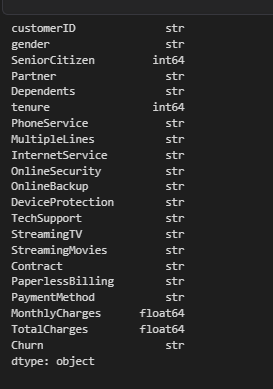 customerID str
gender str
SeniorCitizen int64
Partner str
Dependents str
tenure int64
PhoneService str
MultipleLines str
InternetService str
OnlineSecurity str
OnlineBackup str
DeviceProtection str
TechSupport str
StreamingTV str
StreamingMovies str
Contract str
PaperlessBilling str
PaymentMethod str
MonthlyCharges float64
TotalCharges float64
Churn str
dtype: object